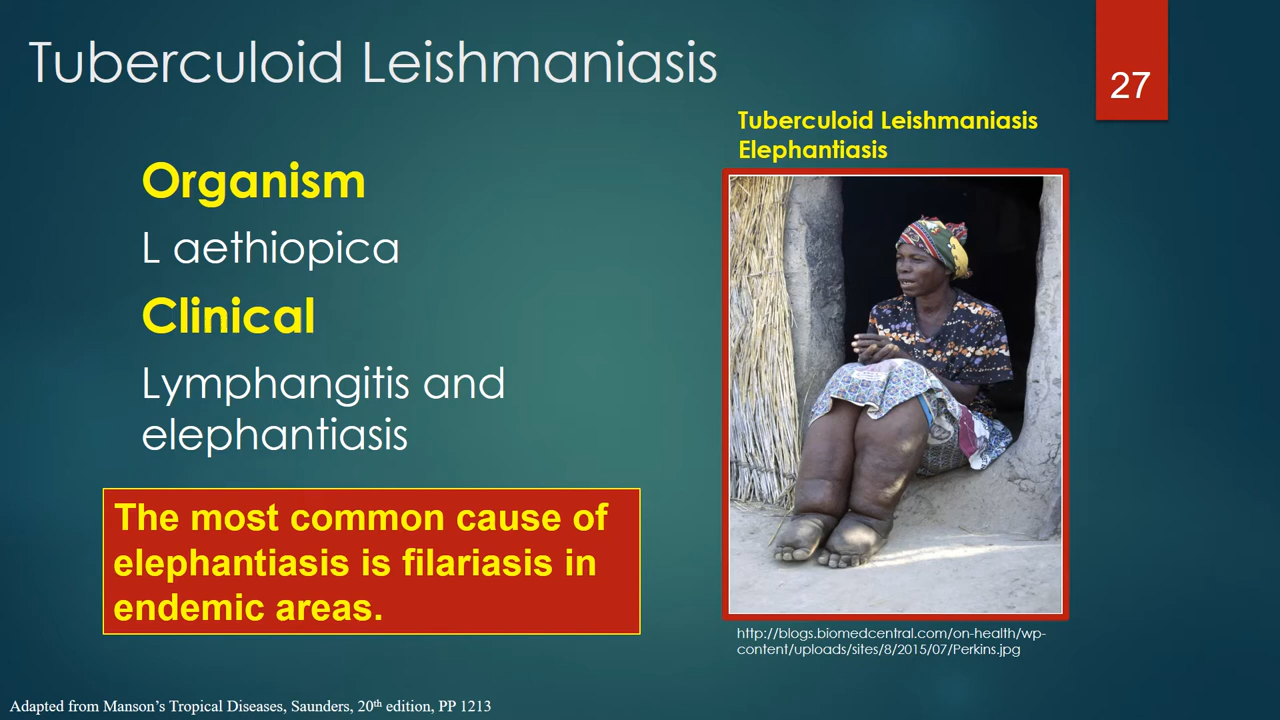 Tuberculoid Leishmaniasis
27
Organism
L aethiopica
Clinical
Lymphangitis and
elephantiasis
The most common cause of
elephantiasis is filariasis in
endemic areas.
Tuberculoid Leishmaniasis
Elephantiasis
http://blogs.biomedcentral.com/on-health/wp-
content/uploads/sites/8/2015/07/Perkins.jpg
Adapted from Manson's Tropical Diseases, Saunders, 20th edition, PP 1213